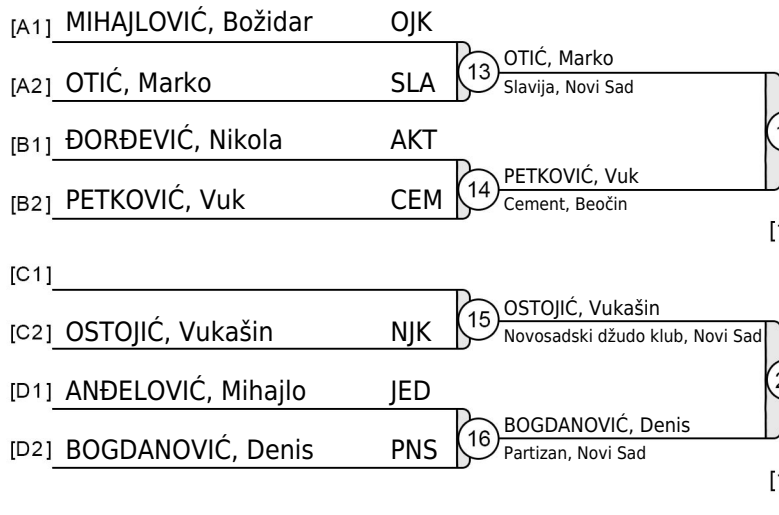 [A1] MIHAJLOVIĆ, Božidar OJK
[A2] OTIĆ, Marko SLA
13 OTIĆ, Marko
Slavija, Novi Sad
[B1] ĐORĐEVIĆ, Nikola AKT
[B2] PETKOVIĆ, Vuk CEM
14 PETKOVIĆ, Vuk
Cement, Beočin
[C1]
[C2] OSTOJIĆ, Vukašin NJK
15 OSTOJIĆ, Vukašin
Novosadski džudo klub, Novi Sad
[D1] ANĐELOVIĆ, Mihajlo JED
[D2] BOGDANOVIĆ, Denis PNS
16 BOGDANOVIĆ, Denis
Partizan, Novi Sad